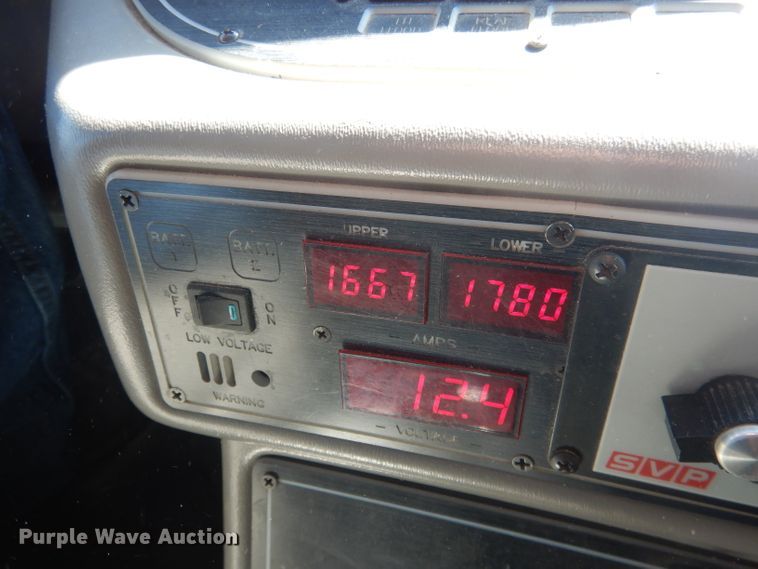 UPPER
LOWER
BATT. 1
BATT. 2
1667
1780
OFF
ON
AMPS
LOW VOLTAGE
12.4
WARNING
VOLTAGE
SVP
Purple Wave Auction